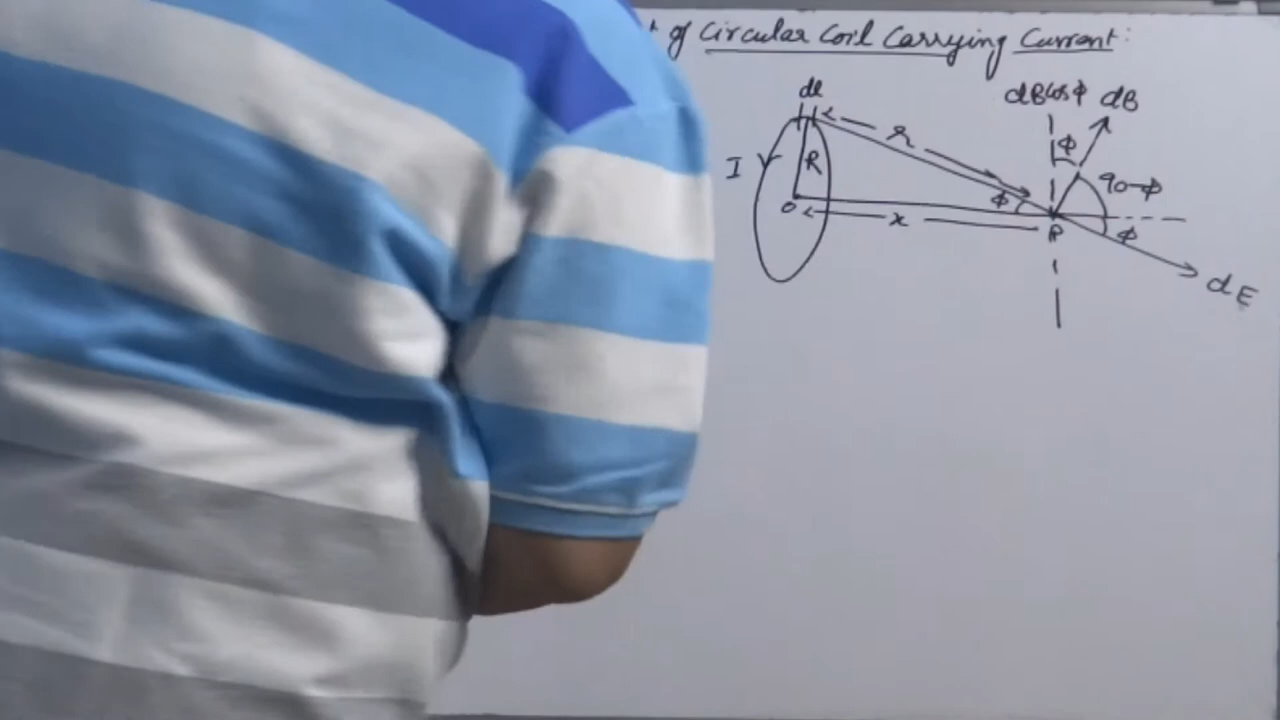 of Circular Coil Carrying Current:
dl
dBcosφ dB
r
φ
I
R
90-φ
φ
O
x
P
φ
dE